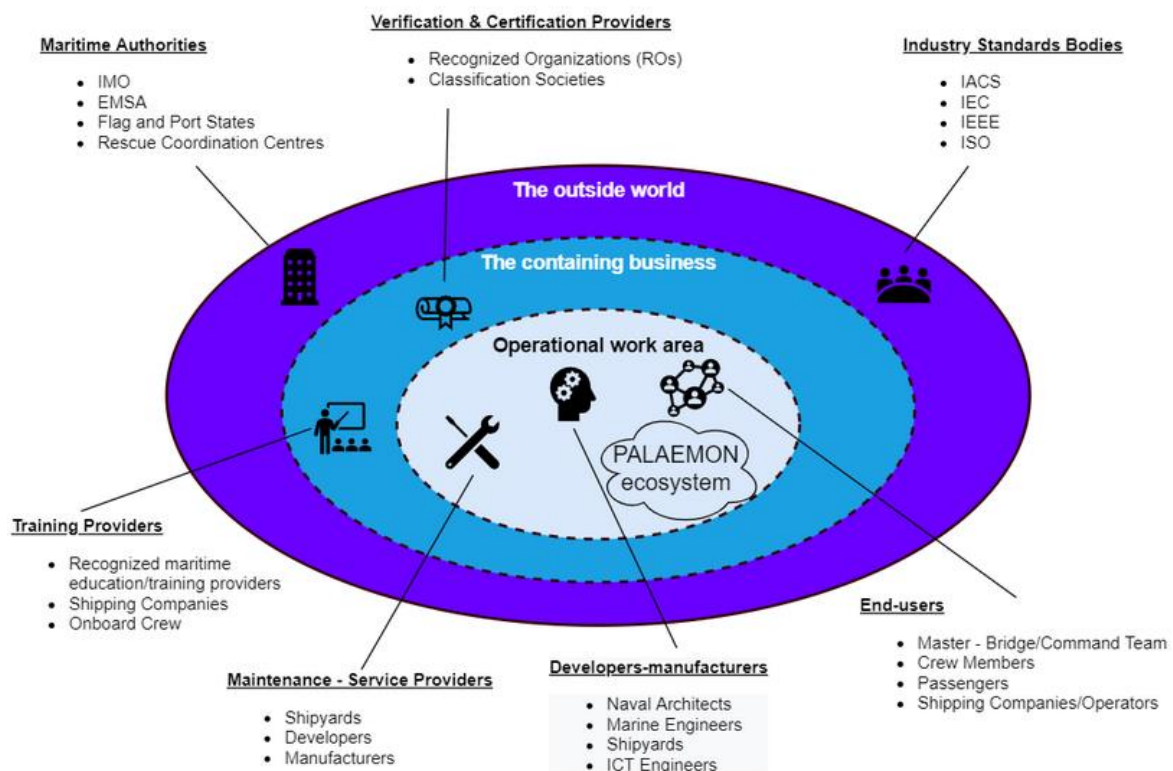 Verification & Certification Providers
Recognized Organizations (ROs)
Classification Societies
Maritime Authorities
IMO
EMSA
Flag and Port States
Rescue Coordination Centres
Industry Standards Bodies
IACS
IEC
IEEE
ISO
The outside world
The containing business
Operational work area
PALAEMON
ecosystem
Training Providers
Recognized maritime
education/training providers
Shipping Companies
Onboard Crew
Maintenance - Service Providers
Shipyards
Developers
Manufacturers
Developers-manufacturers
Naval Architects
Marine Engineers
Shipyards
ICT Engineers
End-users
Master - Bridge/Command Team
Crew Members
Passengers
Shipping Companies/Operators